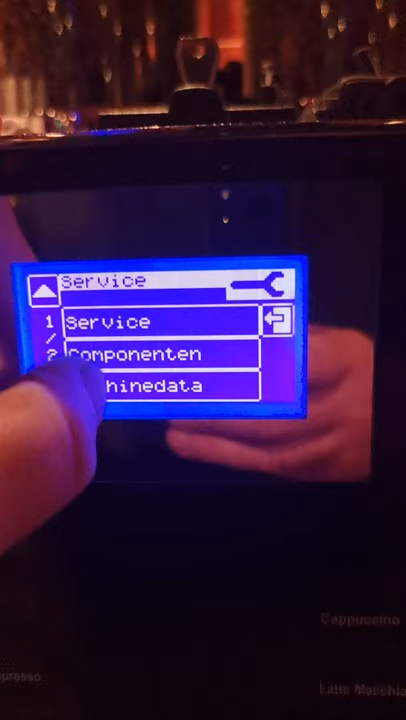 Service
1 Service
/
2 Componenten
hinedata
Cappuccino
presso
Latte Macchia